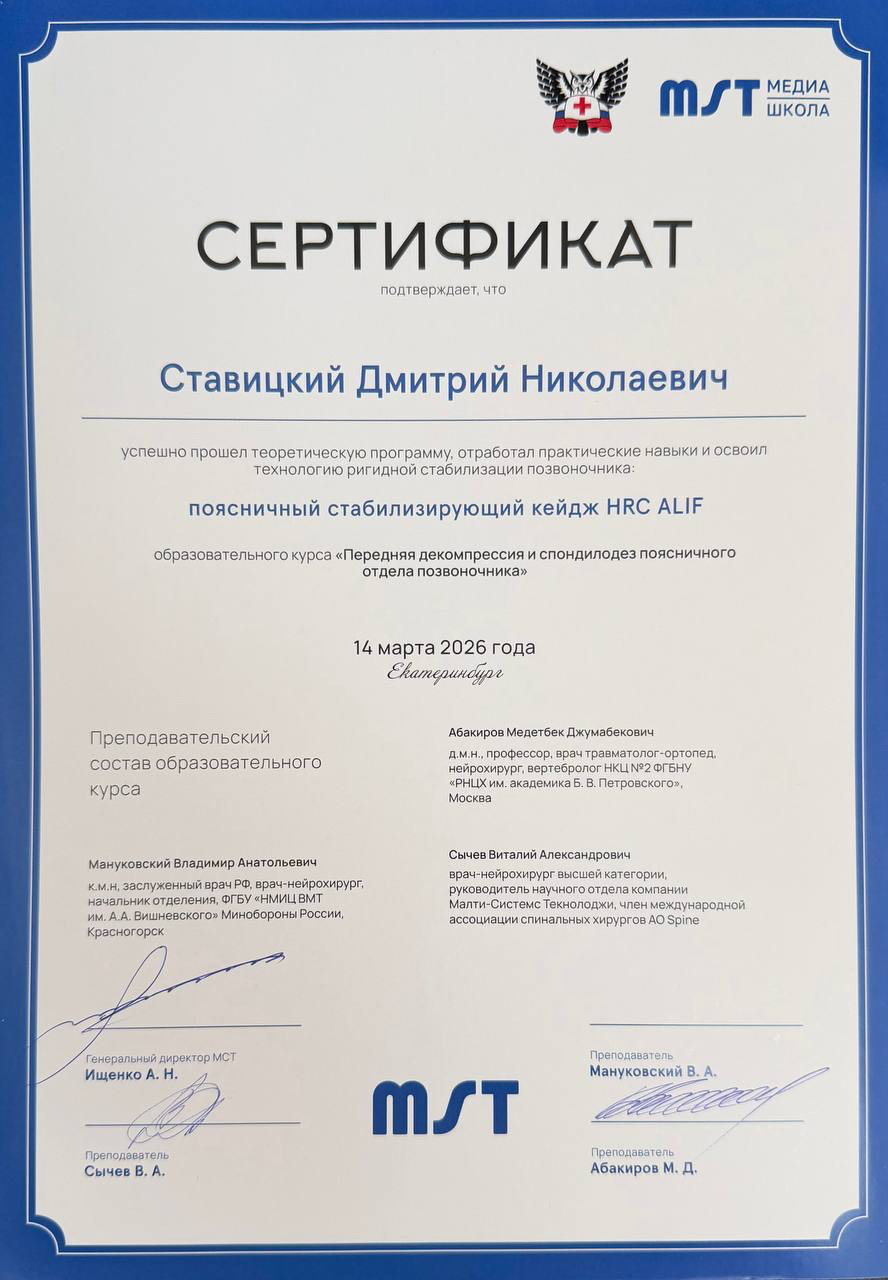 MST МЕДИА
ШКОЛА
СЕРТИФИКАТ
подтверждает, что
Ставицкий Дмитрий Николаевич
успешно прошел теоретическую программу, отработал практические навыки и освоил
технологию ригидной стабилизации позвоночника:
поясничный стабилизирующий кейдж HRC ALIF
образовательного курса «Передняя декомпрессия и спондилодез поясничного
отдела позвоночника»
14 марта 2026 года
Екатеринбург
Преподавательский
состав образовательного
курса
Абакиров Медетбек Джумабекович
д.м.н., профессор, врач травматолог-ортопед,
нейрохирург, вертебролог НКЦ №2 ФГБНУ
«РНЦХ им. академика Б. В. Петровского»,
Москва
Мануковский Владимир Анатольевич
к.м.н, заслуженный врач РФ, врач-нейрохирург,
начальник отделения, ФГБУ «НМИЦ ВМТ
им. А.А. Вишневского» Минобороны России,
Красногорск
Сычев Виталий Александрович
врач-нейрохирург высшей категории,
руководитель научного отдела компании
Малти-Системс Текнолоджи, член международной
ассоциации спинальных хирургов AO Spine
Генеральный директор МСТ
Ищенко А. Н.
Преподаватель
Сычев В. А.
MST
Преподаватель
Мануковский В. А.
Преподаватель
Абакиров М. Д.